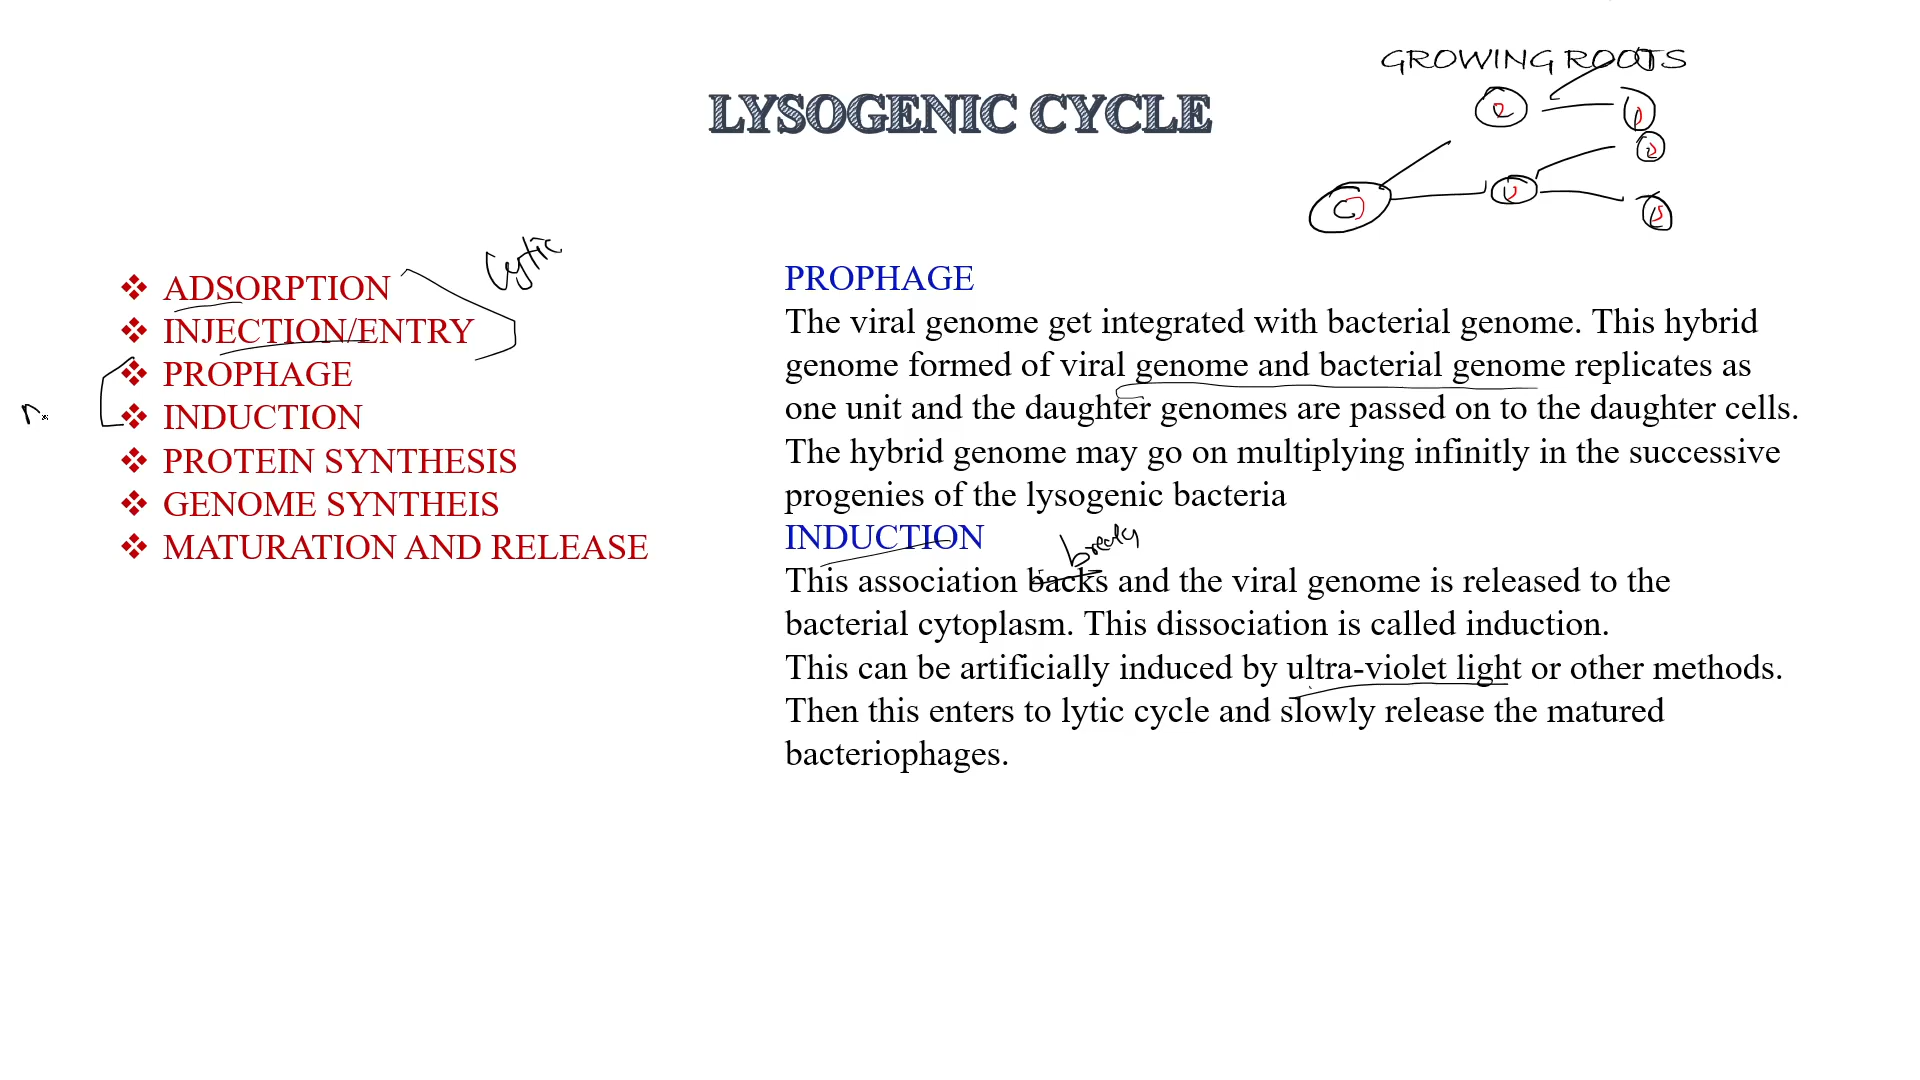 GROWING ROOTS
LYSOGENIC CYCLE
Lytic
❖ ADSORPTION
❖ INJECTION/ENTRY
❖ PROPHAGE
❖ INDUCTION
❖ PROTEIN SYNTHESIS
❖ GENOME SYNTHEIS
❖ MATURATION AND RELEASE
PROPHAGE
The viral genome get integrated with bacterial genome. This hybrid
genome formed of viral genome and bacterial genome replicates as
one unit and the daughter genomes are passed on to the daughter cells.
The hybrid genome may go on multiplying infinitly in the successive
progenies of the lysogenic bacteria
INDUCTION
This association backs and the viral genome is released to the
bacterial cytoplasm. This dissociation is called induction.
This can be artificially induced by ultra-violet light or other methods.
Then this enters to lytic cycle and slowly release the matured
bacteriophages.